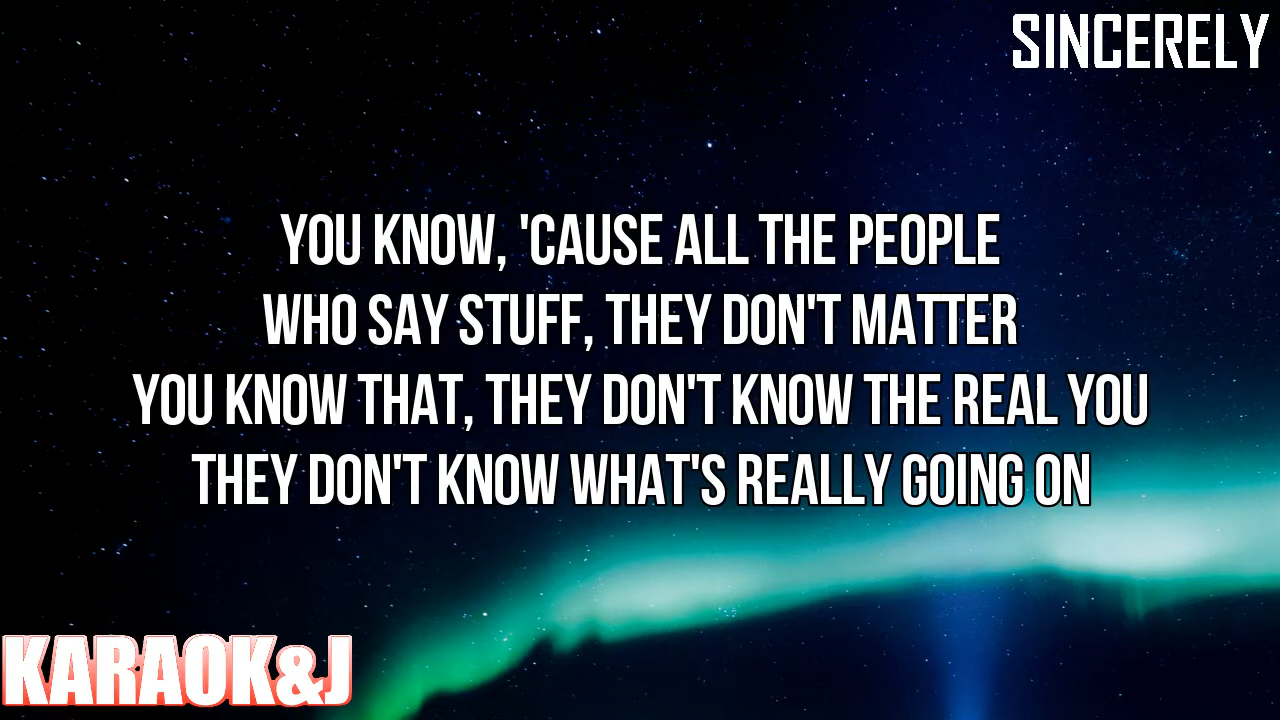 SINCERELY
YOU KNOW, 'CAUSE ALL THE PEOPLE
WHO SAY STUFF, THEY DON'T MATTER
YOU KNOW THAT, THEY DON'T KNOW THE REAL YOU
THEY DON'T KNOW WHAT'S REALLY GOING ON
KARAOK&J